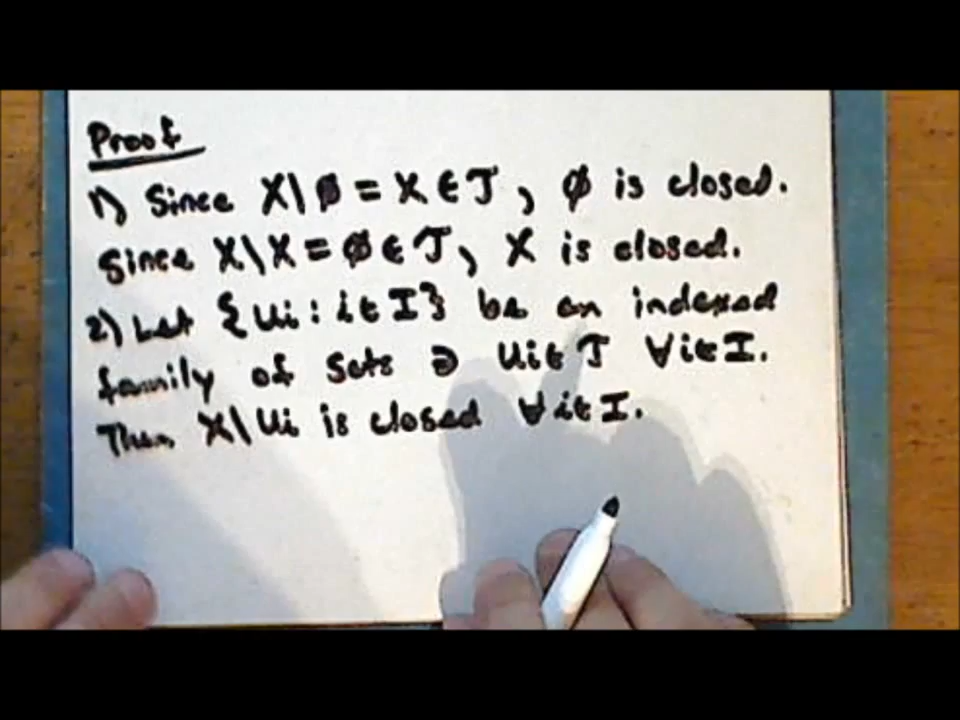 Proof
1) Since X\∅ = X ∈ T, ∅ is closed.
Since X\X = ∅ ∈ T, X is closed.
2) Let {Ui : i ∈ I} be an indexed
family of sets ∋ Ui ∈ T ∀i ∈ I.
Then X\Ui is closed ∀i ∈ I.